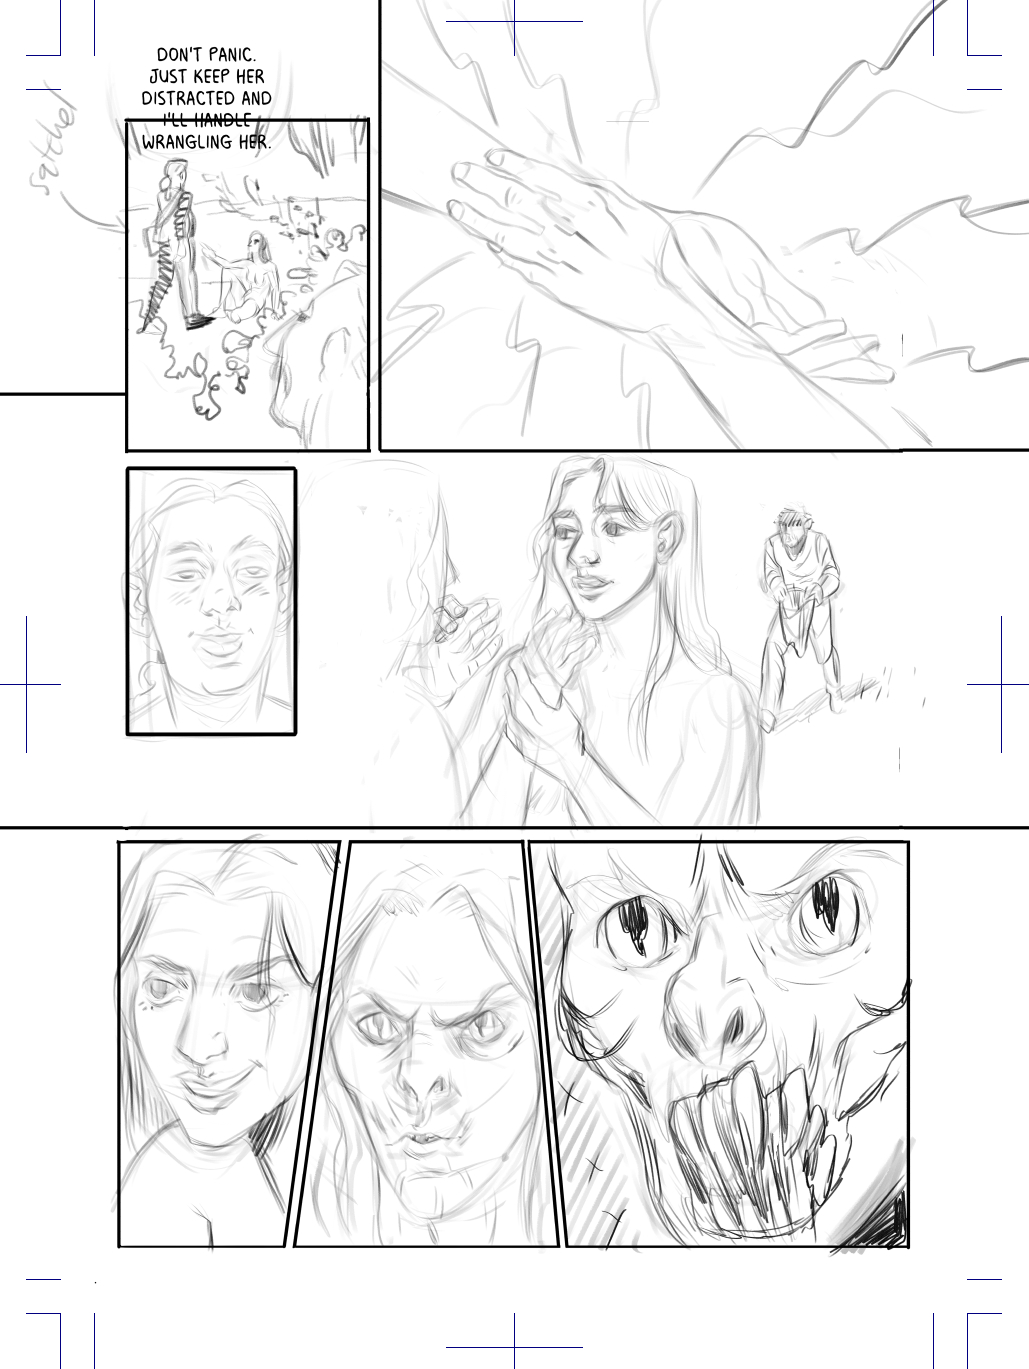 DON'T PANIC.
JUST KEEP HER
DISTRACTED AND
I'LL HANDLE
WRANGLING HER.
satchel